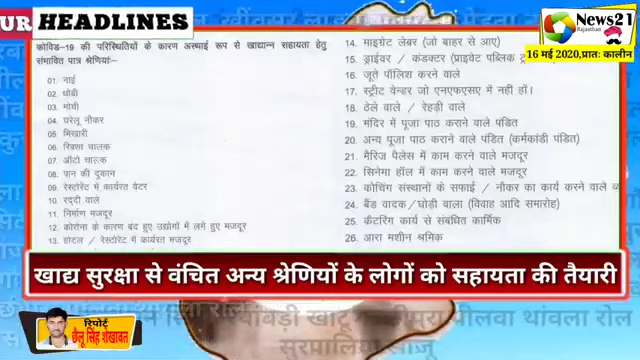 UR HEADLINES
News21
Rajasthan
16 मई 2020,प्रातः कालीन
कोविड–19 की परिस्थितियों के कारण अस्थाई रूप से खाद्यान्न सहायता हेतु
संभावित पात्र श्रेणियां:–
01. नाई
02. धोबी
03. मोची
04. घरेलू नौकर
05. भिखारी
06. रिक्शा चालक
07. ऑटो चालक
08. पान की दुकान
09. रेस्टोरेंट में कार्यरत वेटर
10. रद्दी वाले
11. निर्माण मजदूर
12. कोरोना के कारण बंद हुए उद्योगों में लगे हुए मजदूर
13. होटल / रेस्टोरेंट में कार्यरत मजदूर
14. माइग्रेट लेबर (जो बाहर से आए)
15. ड्राईवर / कंडक्टर (प्राइवेट पब्लिक
16. जूते पॉलिश करने वाले
17. स्ट्रीट वेन्डर जो एनएफएसए में नहीं हों।
18. ठेले वाले / रेहड़ी वाले
19. मंदिर में पूजा पाठ कराने वाले पंडित
20. अन्य पूजा पाठ कराने वाले पंडित (कर्मकांडी पंडित)
21. मैरिज पैलेस में काम करने वाले मजदूर
22. सिनेमा हॉल में काम करने वाले मजदूर
23. कोचिंग संस्थानों के सफाई / नौकर का कार्य करने वाले
24. बैंड वादक/घोड़ी वाला (विवाह आदि समारोह)
25. कैटरिंग कार्य से संबंधित कार्मिक
26. आरा मशीन श्रमिक
खाद्य सुरक्षा से वंचित अन्य श्रेणियों के लोगों को सहायता की तैयारी
रिपोर्ट
छैलू सिंह शेखावत